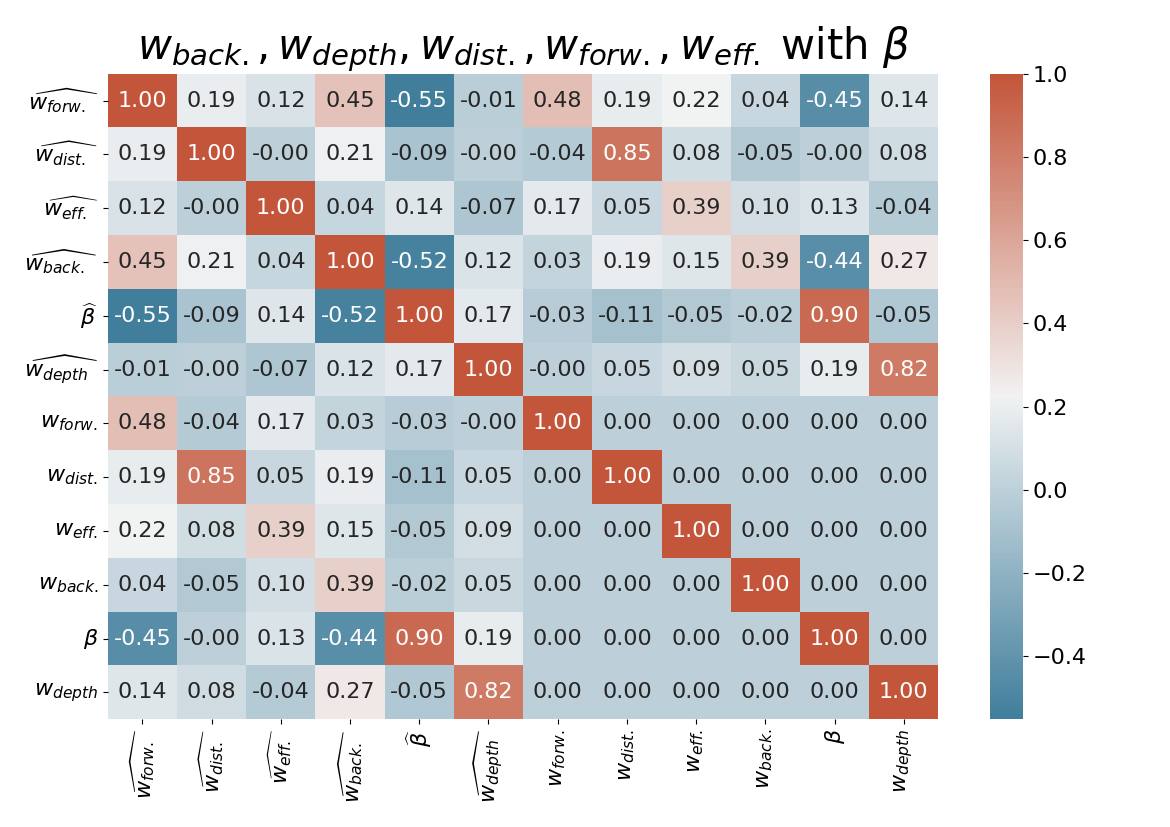 w_back., w_depth, w_dist., w_forw., w_eff. with β
ŵ_forw. 1.00 0.19 0.12 0.45 -0.55 -0.01 0.48 0.19 0.22 0.04 -0.45 0.14
ŵ_dist. 0.19 1.00 -0.00 0.21 -0.09 -0.00 -0.04 0.85 0.08 -0.05 -0.00 0.08
ŵ_eff. 0.12 -0.00 1.00 0.04 0.14 -0.07 0.17 0.05 0.39 0.10 0.13 -0.04
ŵ_back. 0.45 0.21 0.04 1.00 -0.52 0.12 0.03 0.19 0.15 0.39 -0.44 0.27
β̂ -0.55 -0.09 0.14 -0.52 1.00 0.17 -0.03 -0.11 -0.05 -0.02 0.90 -0.05
ŵ_depth -0.01 -0.00 -0.07 0.12 0.17 1.00 -0.00 0.05 0.09 0.05 0.19 0.82
w_forw. 0.48 -0.04 0.17 0.03 -0.03 -0.00 1.00 0.00 0.00 0.00 0.00 0.00
w_dist. 0.19 0.85 0.05 0.19 -0.11 0.05 0.00 1.00 0.00 0.00 0.00 0.00
w_eff. 0.22 0.08 0.39 0.15 -0.05 0.09 0.00 0.00 1.00 0.00 0.00 0.00
w_back. 0.04 -0.05 0.10 0.39 -0.02 0.05 0.00 0.00 0.00 1.00 0.00 0.00
β -0.45 -0.00 0.13 -0.44 0.90 0.19 0.00 0.00 0.00 0.00 1.00 0.00
w_depth 0.14 0.08 -0.04 0.27 -0.05 0.82 0.00 0.00 0.00 0.00 0.00 1.00
ŵ_forw. ŵ_dist. ŵ_eff. ŵ_back. β̂ ŵ_depth w_forw. w_dist. w_eff. w_back. β w_depth
1.0
0.8
0.6
0.4
0.2
0.0
−0.2
−0.4